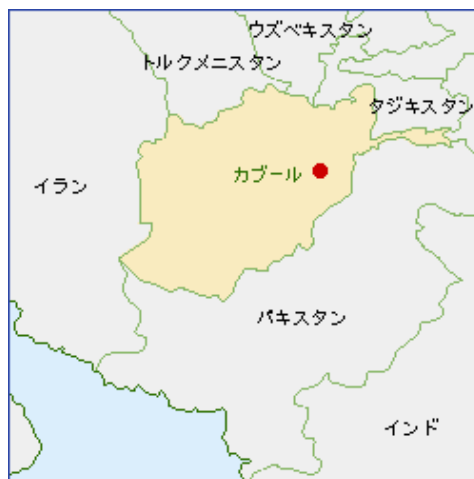 ウズベキスタン
トルクメニスタン
タジキスタン
カブール
イラン
パキスタン
インド